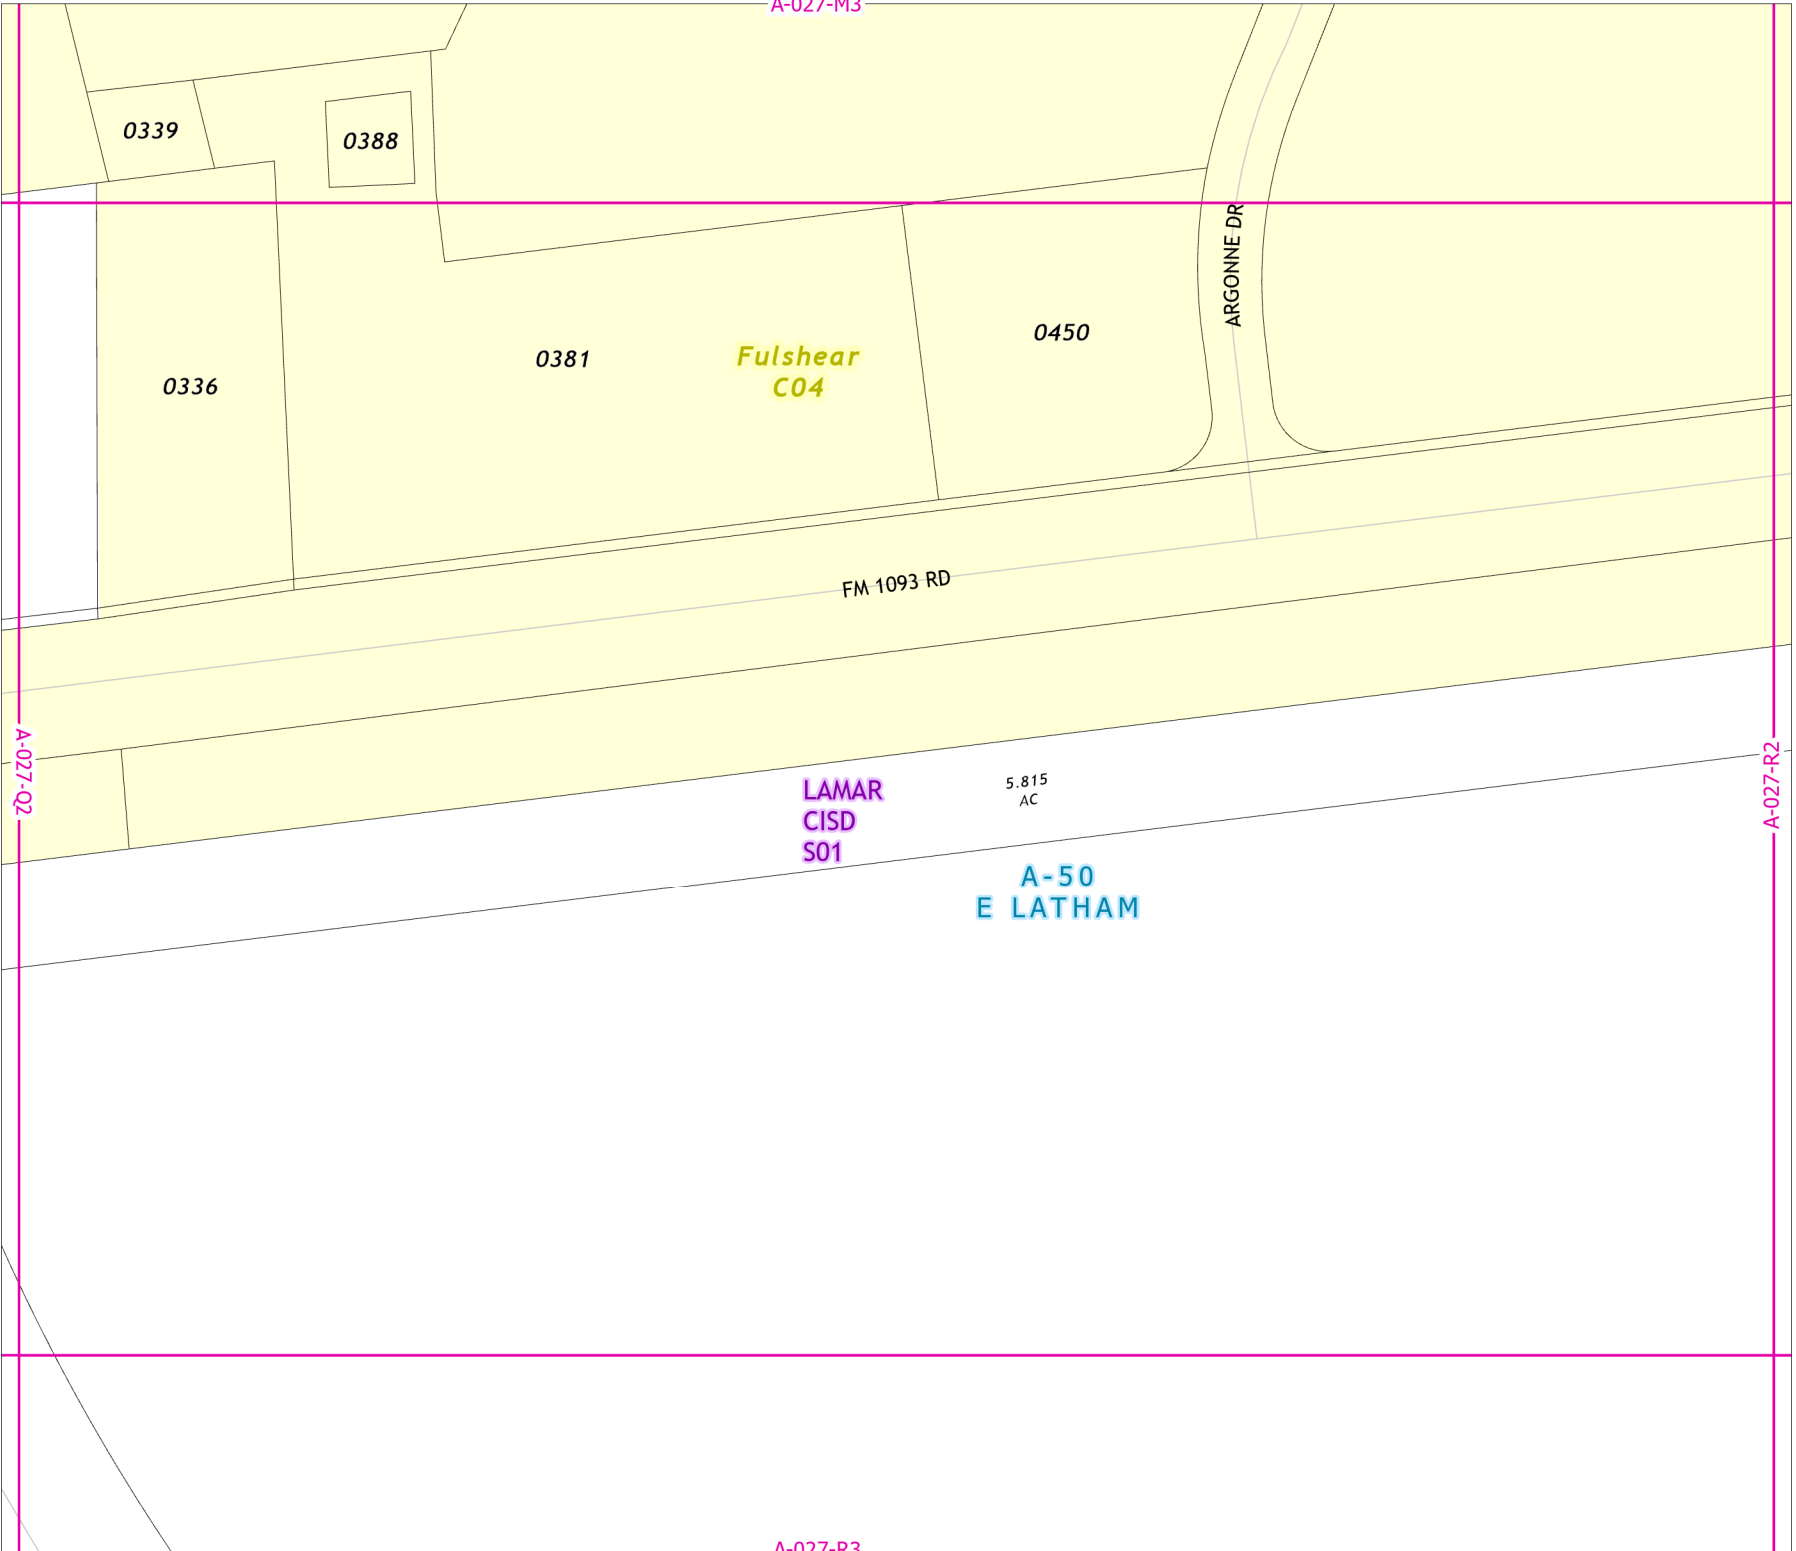 A-027-M3
0339
0388
ARGONNE DR
0450
0381
Fulshear
C04
0336
FM 1093 RD
A-027-Q2
A-027-R2
LAMAR
CISD
S01
5.815
AC
A-50
E LATHAM
A-027-R3